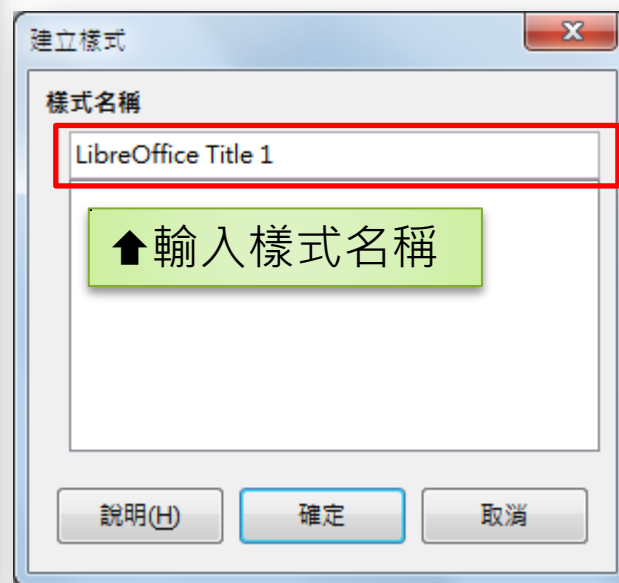 建立樣式
樣式名稱
LibreOffice Title 1
⬆輸入樣式名稱
說明(H)
確定
取消